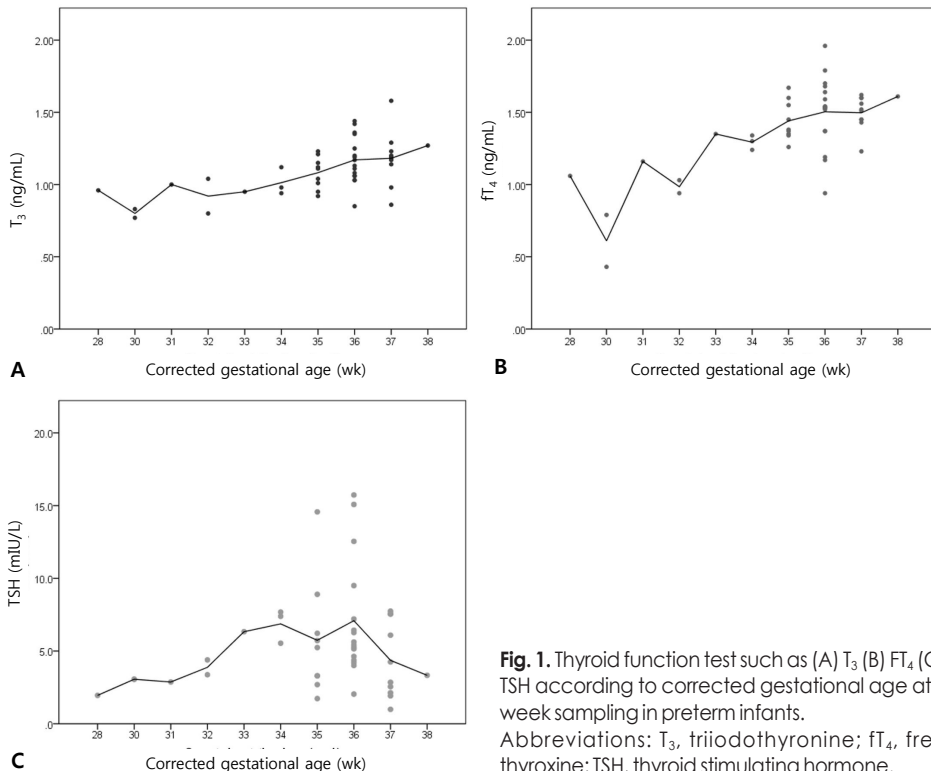 2.00
1.50
1.00
.50
.00
T₃ (ng/mL)
28 30 31 32 33 34 35 36 37 38
A
Corrected gestational age (wk)
2.00
1.50
1.00
.50
.00
fT₄ (ng/mL)
28 30 31 32 33 34 35 36 37 38
B
Corrected gestational age (wk)
20.0
15.0
10.0
5.0
.0
TSH (mIU/L)
28 30 31 32 33 34 35 36 37 38
C
Corrected gestational age (wk)
Fig. 1. Thyroid function test such as (A) T₃ (B) FT₄ (C
TSH according to corrected gestational age at
week sampling in preterm infants.
Abbreviations: T₃, triiodothyronine; fT₄, fre
thyroxine; TSH, thyroid stimulating hormone.